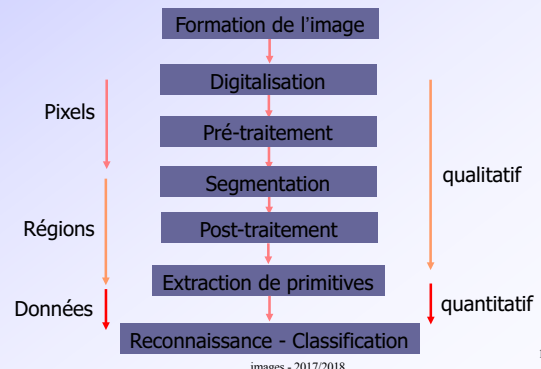 Formation de l'image
Digitalisation
Pixels
Pré-traitement
Segmentation
qualitatif
Régions
Post-traitement
Extraction de primitives
Données
quantitatif
Reconnaissance - Classification
images - 2017/2018